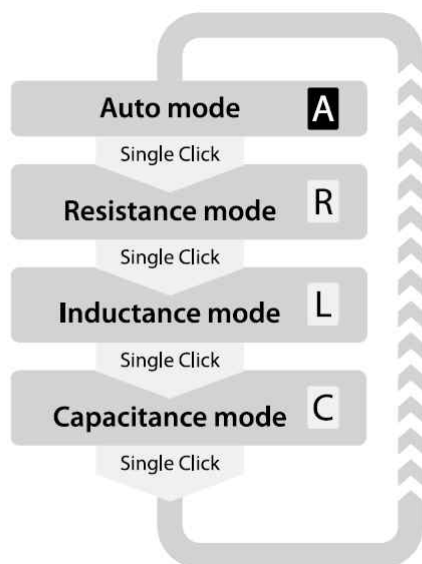 Auto mode A
Single Click
Resistance mode R
Single Click
Inductance mode L
Single Click
Capacitance mode C
Single Click